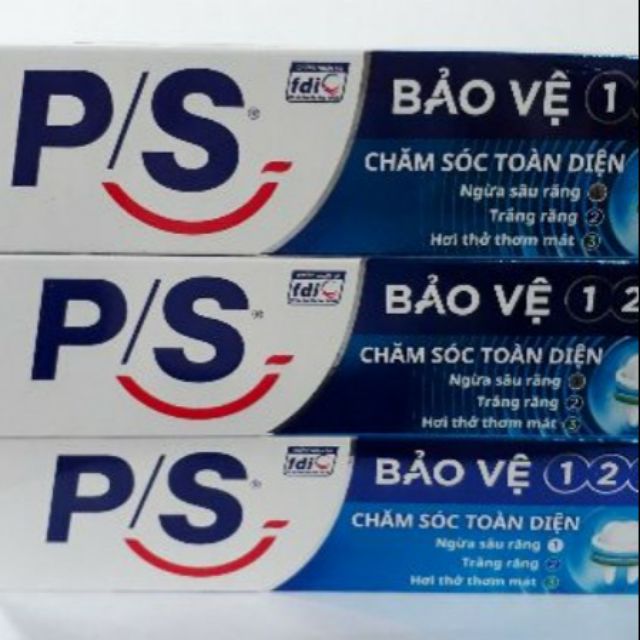 P/S®
fdi
BẢO VỆ 1
CHĂM SÓC TOÀN DIỆN
Ngừa sâu răng
Trắng răng 2
Hơi thở thơm mát 3
P/S®
fdi
BẢO VỆ 1 2
CHĂM SÓC TOÀN DIỆN
Ngừa sâu răng
Trắng răng 2
Hơi thở thơm mát 3
P/S®
fdi
BẢO VỆ 1 2
CHĂM SÓC TOÀN DIỆN
Ngừa sâu răng 1
Trắng răng 2
Hơi thở thơm mát 3